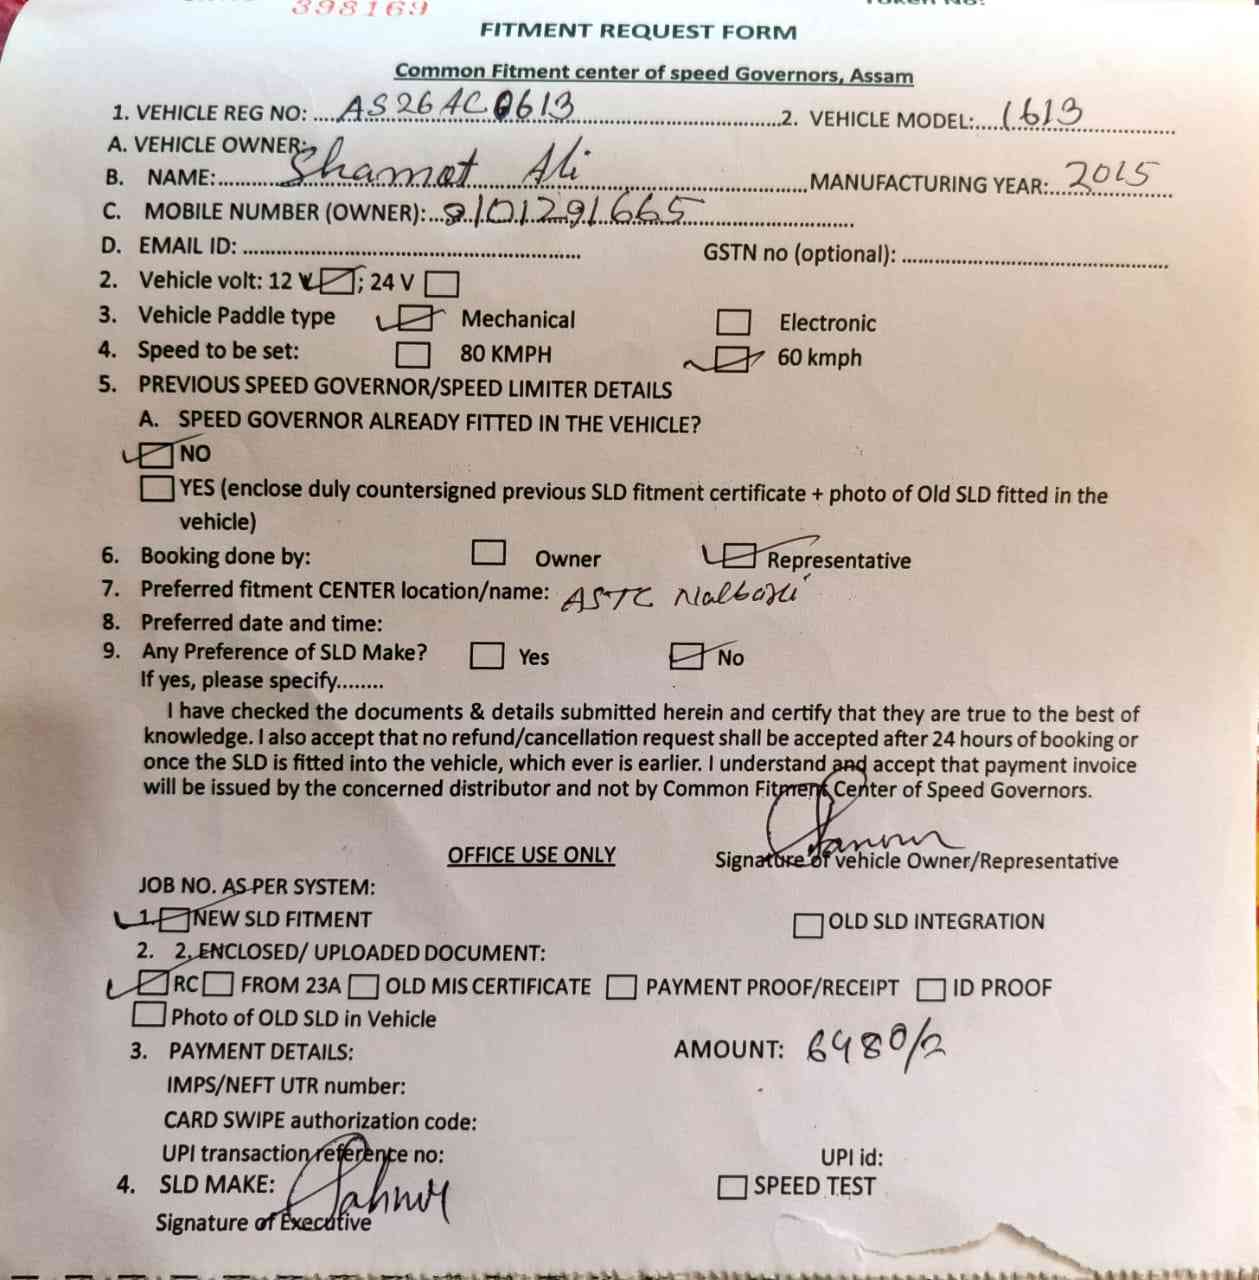 398169
FITMENT REQUEST FORM
Common Fitment center of speed Governors, Assam
1. VEHICLE REG NO: ....AS26AC0613..............................2. VEHICLE MODEL:....1613..............
A. VEHICLE OWNER:
B. NAME:.........Shamat Ali..............................MANUFACTURING YEAR:..2015..
C. MOBILE NUMBER (OWNER):...9101291665........................
D. EMAIL ID: .................................................... GSTN no (optional): ........................................
2. Vehicle volt: 12 V ☑; 24 V ☐
3. Vehicle Paddle type ☑ Mechanical ☐ Electronic
4. Speed to be set: ☐ 80 KMPH ☑ 60 kmph
5. PREVIOUS SPEED GOVERNOR/SPEED LIMITER DETAILS
A. SPEED GOVERNOR ALREADY FITTED IN THE VEHICLE?
☑ NO
☐ YES (enclose duly countersigned previous SLD fitment certificate + photo of Old SLD fitted in the
vehicle)
6. Booking done by: ☐ Owner ☑ Representative
7. Preferred fitment CENTER location/name: ASTC Nalbari
8. Preferred date and time:
9. Any Preference of SLD Make? ☐ Yes ☑ No
If yes, please specify........
I have checked the documents & details submitted herein and certify that they are true to the best of
knowledge. I also accept that no refund/cancellation request shall be accepted after 24 hours of booking or
once the SLD is fitted into the vehicle, which ever is earlier. I understand and accept that payment invoice
will be issued by the concerned distributor and not by Common Fitment Center of Speed Governors.
OFFICE USE ONLY Signature of vehicle Owner/Representative
JOB NO. AS PER SYSTEM:
1. ☑ NEW SLD FITMENT ☐ OLD SLD INTEGRATION
2. 2. ENCLOSED/ UPLOADED DOCUMENT:
☑ RC ☐ FROM 23A ☐ OLD MIS CERTIFICATE ☐ PAYMENT PROOF/RECEIPT ☐ ID PROOF
☐ Photo of OLD SLD in Vehicle
3. PAYMENT DETAILS: AMOUNT: 6980/2
IMPS/NEFT UTR number:
CARD SWIPE authorization code:
UPI transaction reference no: UPI id:
4. SLD MAKE: ☐ SPEED TEST
Signature of Executive